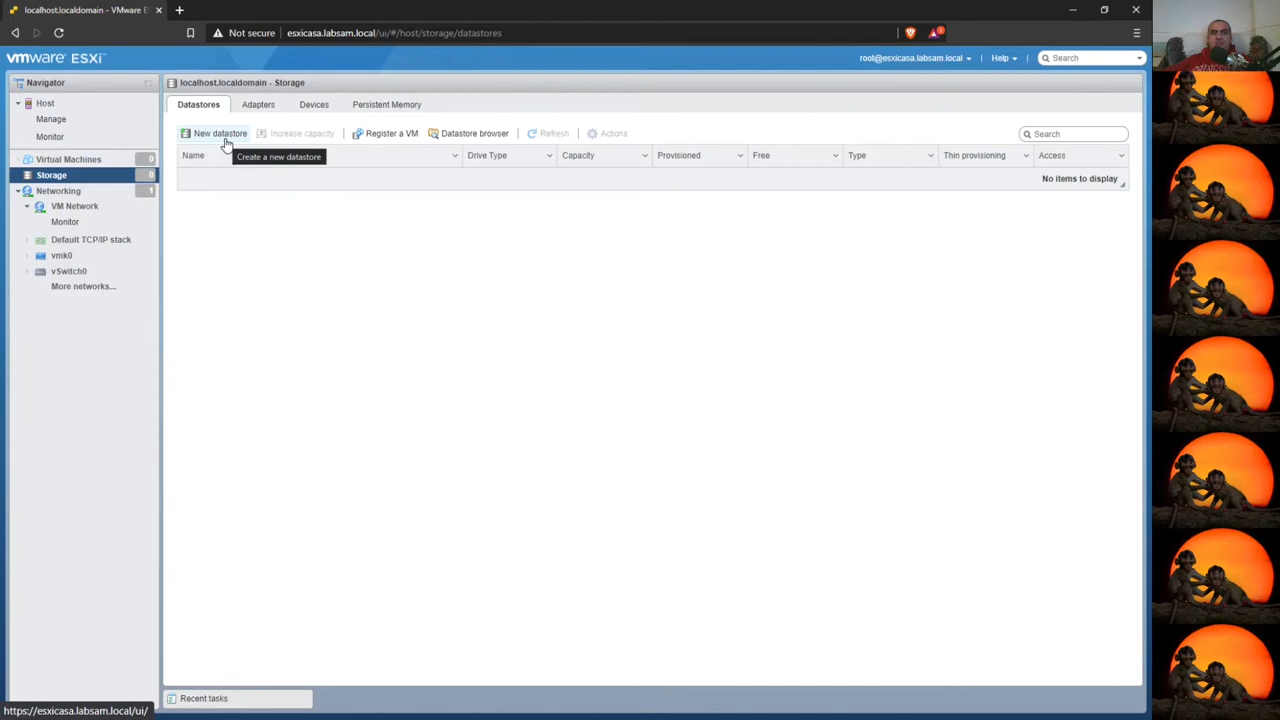 localhost.localdomain - VMware E
Not secure
esxicasa.labsam.local/ui/#/host/storage/datastores
3
vmware ESXi
root@esxicasa.labsam.local
Help
Search
Navigator
Host
Manage
Monitor
Virtual Machines 0
Storage 0
Networking 1
VM Network
Monitor
Default TCP/IP stack
vmk0
vSwitch0
More networks...
localhost.localdomain - Storage
Datastores Adapters Devices Persistent Memory
New datastore Increase capacity Register a VM Datastore browser Refresh Actions Search
Create a new datastore
Name Drive Type Capacity Provisioned Free Type Thin provisioning Access
No items to display
Recent tasks
https://esxicasa.labsam.local/ui/